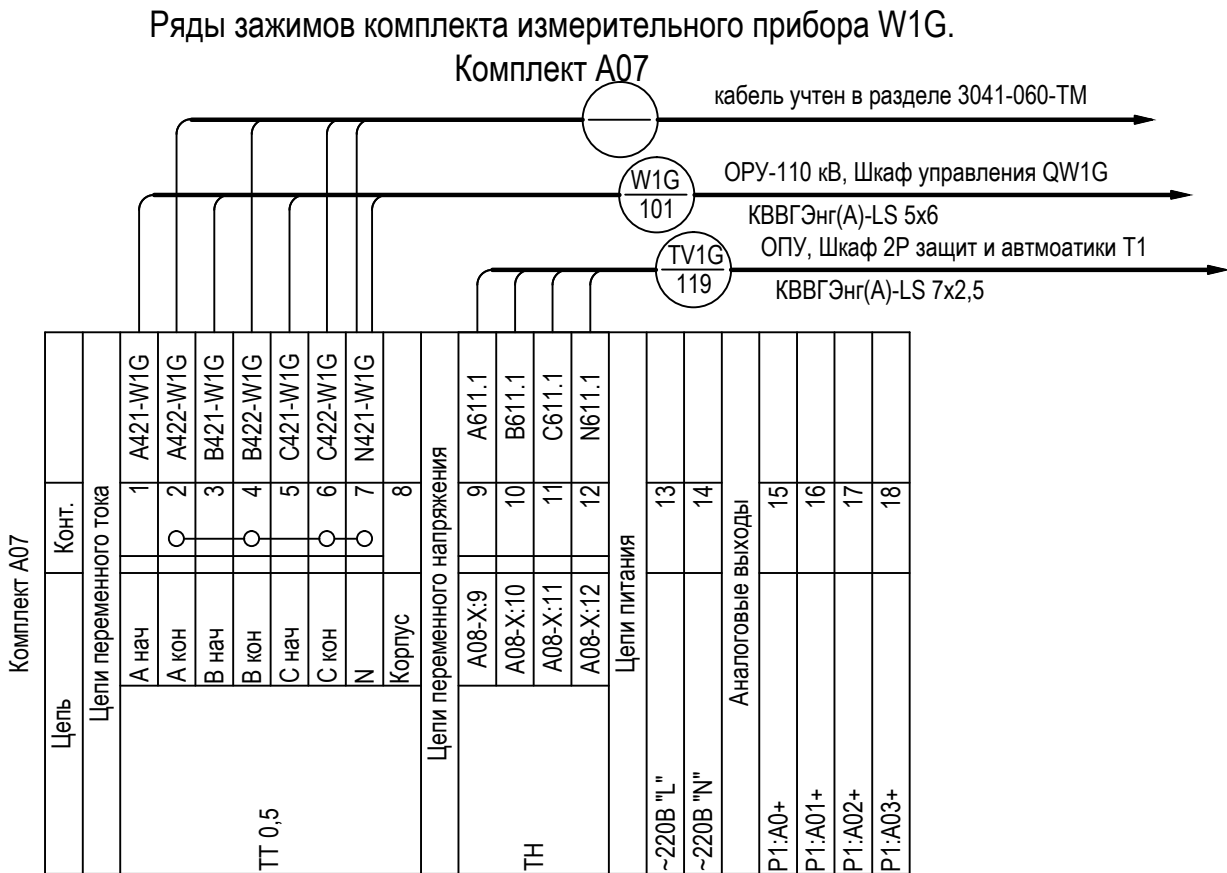 Ряды зажимов комплекта измерительного прибора W1G.
Комплект А07
кабель учтен в разделе 3041-060-ТМ
W1G
101
ОРУ-110 кВ, Шкаф управления QW1G
КВВГЭнг(А)-LS 5х6
TV1G
119
ОПУ, Шкаф 2Р защит и автмоатики Т1
КВВГЭнг(А)-LS 7х2,5
Комплект А07
Цепь
Конт.
Цепи переменного тока
ТТ 0,5
А нач
1
A421-W1G
А кон
2
A422-W1G
В нач
3
B421-W1G
В кон
4
B422-W1G
С нач
5
C421-W1G
С кон
6
C422-W1G
N
7
N421-W1G
Корпус
8
Цепи переменного напряжения
ТН
A08-X:9
9
A611.1
A08-X:10
10
B611.1
A08-X:11
11
C611.1
A08-X:12
12
N611.1
Цепи питания
~220В "L"
13
~220В "N"
14
Аналоговые выходы
P1:A0+
15
P1:A01+
16
P1:A02+
17
P1:A03+
18